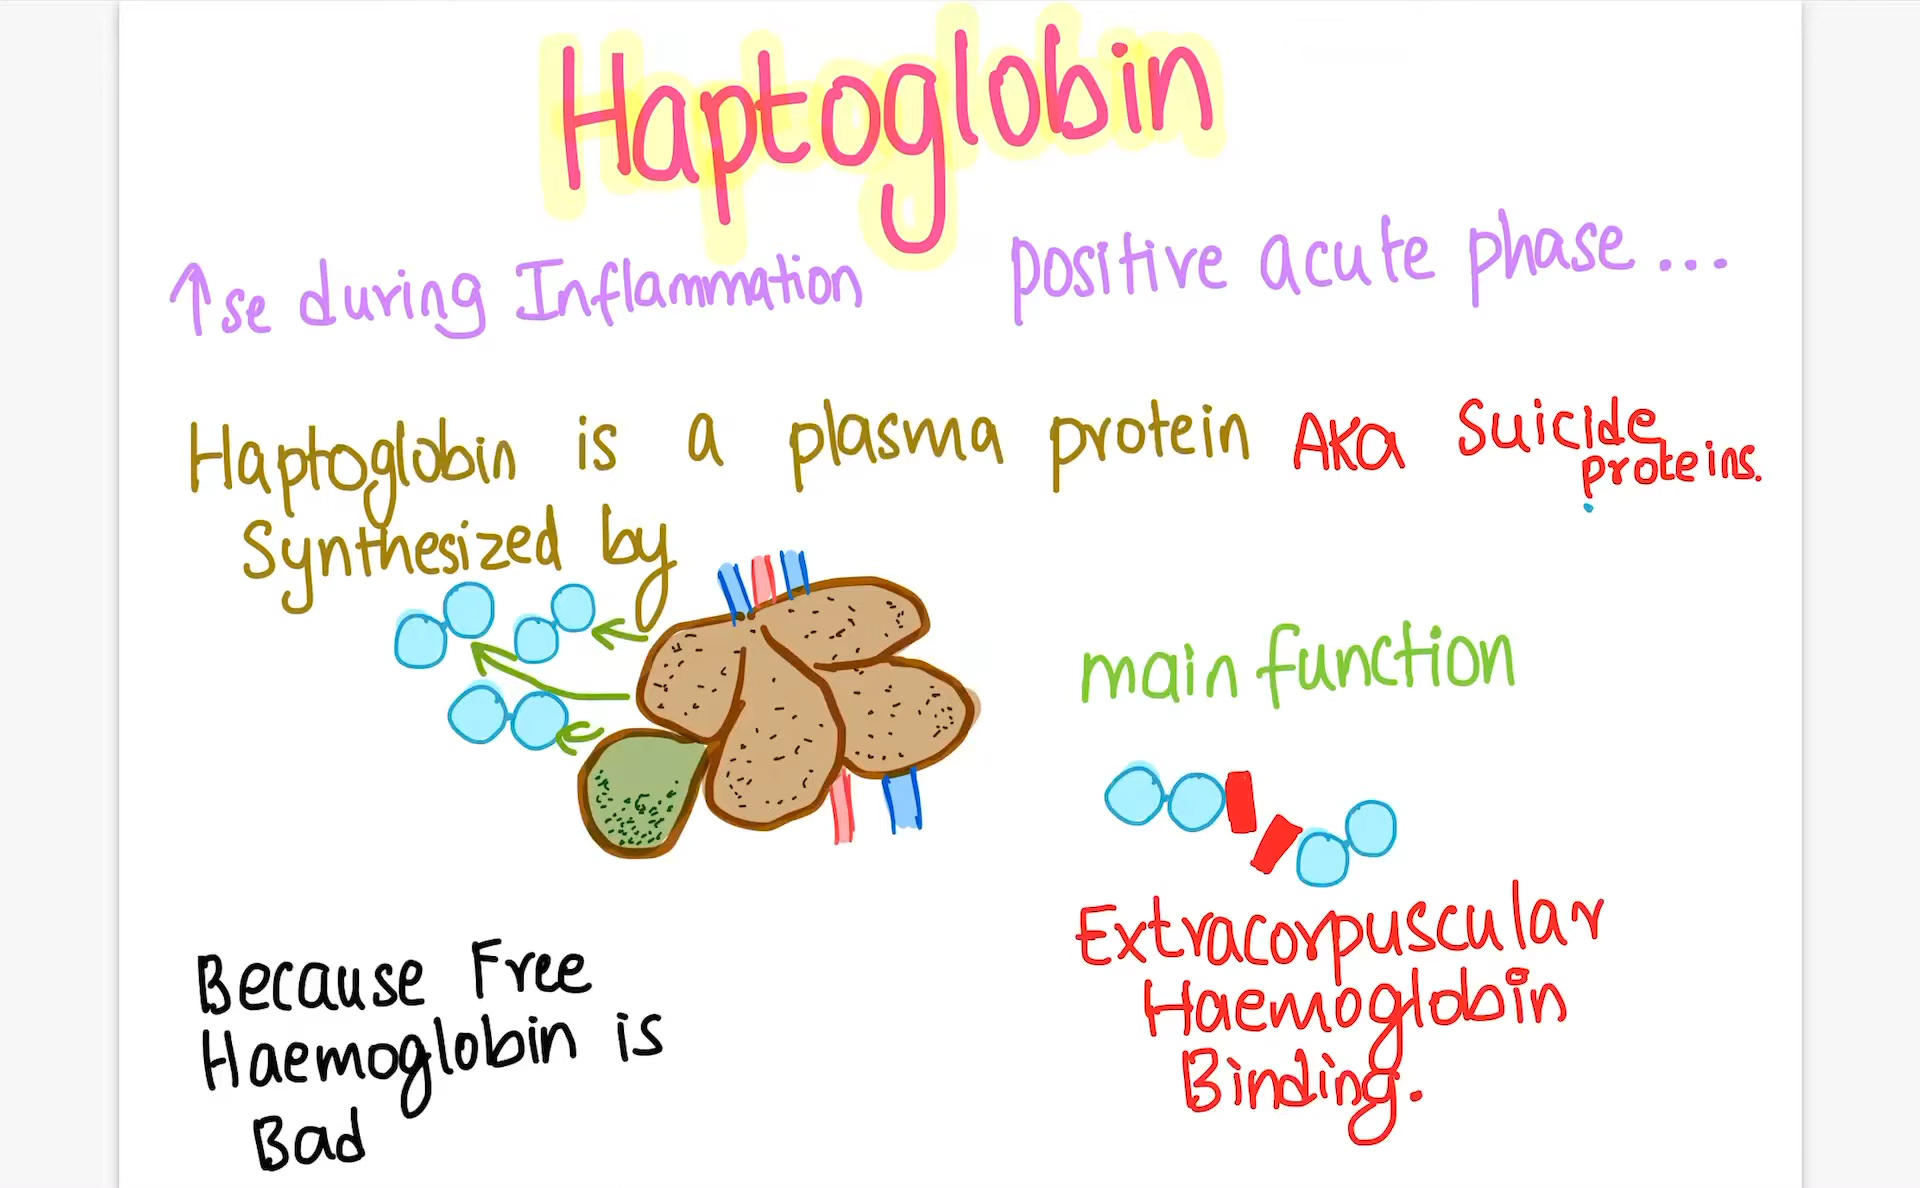 Haptoglobin
↑se during Inflammation positive acute phase...
Haptoglobin is a plasma protein AKA Suicide proteins.
Synthesized by
main function
Extracorpuscular
Haemoglobin
Binding.
Because Free
Haemoglobin is
Bad